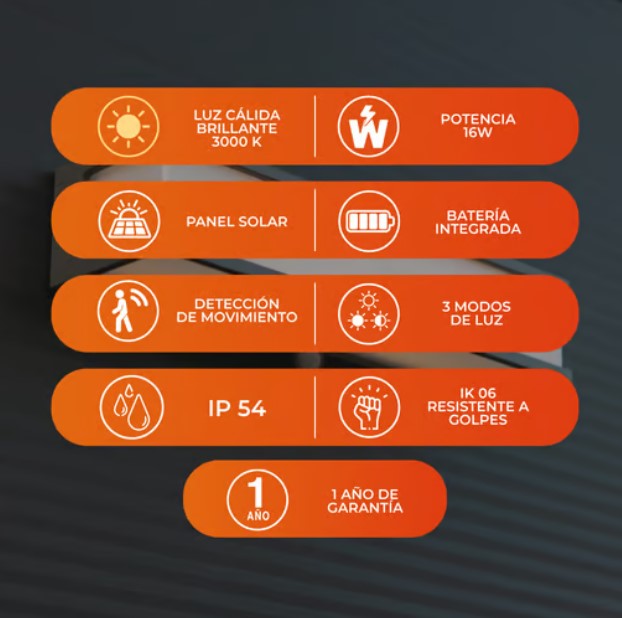 LUZ CÁLIDA
BRILLANTE
3000 K
POTENCIA
16W
PANEL SOLAR
BATERÍA
INTEGRADA
DETECCIÓN
DE MOVIMIENTO
3 MODOS
DE LUZ
IP 54
IK 06
RESISTENTE A
GOLPES
1
AÑO
1 AÑO DE
GARANTÍA